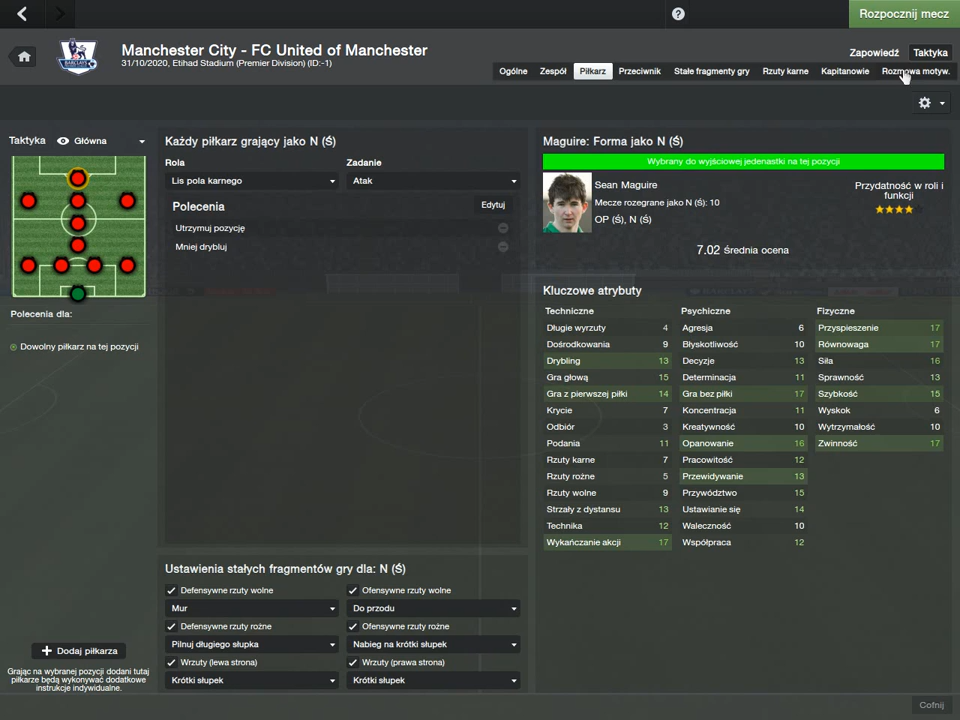 Rozpocznij mecz
Manchester City - FC United of Manchester
31/10/2020, Etihad Stadium (Premier Division) (ID:-1)
Zapowiedź Taktyka
Ogólne Zespół Piłkarz Przeciwnik Stałe fragmenty gry Rzuty karne Kapitanowie Rozmowa motyw.
Taktyka Główna
Polecenia dla:
Dowolny piłkarz na tej pozycji
Dodaj piłkarza
Grając na wybranej pozycji dodani tutaj
piłkarze będą wykonywać dodatkowe
instrukcje indywidualne.
Każdy piłkarz grający jako N (Ś)
Rola Zadanie
Lis pola karnego Atak
Polecenia Edytuj
Utrzymuj pozycję
Mniej drybluj
Ustawienia stałych fragmentów gry dla: N (Ś)
Defensywne rzuty wolne Ofensywne rzuty wolne
Mur Do przodu
Defensywne rzuty rożne Ofensywne rzuty rożne
Pilnuj długiego słupka Nabieg na krótki słupek
Wrzuty (lewa strona) Wrzuty (prawa strona)
Krótki słupek Krótki słupek
Maguire: Forma jako N (Ś)
Wybrany do wyjściowej jedenastki na tej pozycji
Sean Maguire
Mecze rozegrane jako N (Ś): 10
OP (Ś), N (Ś)
Przydatność w roli i
funkcji
7.02 średnia ocena
Kluczowe atrybuty
Techniczne Psychiczne Fizyczne
Długie wyrzuty 4 Agresja 6 Przyspieszenie 17
Dośrodkowania 9 Błyskotliwość 10 Równowaga 17
Drybling 13 Decyzje 13 Siła 16
Gra głową 15 Determinacja 11 Sprawność 13
Gra z pierwszej piłki 14 Gra bez piłki 17 Szybkość 15
Krycie 7 Koncentracja 11 Wyskok 6
Odbiór 3 Kreatywność 10 Wytrzymałość 10
Podania 11 Opanowanie 16 Zwinność 17
Rzuty karne 7 Pracowitość 12
Rzuty rożne 5 Przewidywanie 13
Rzuty wolne 9 Przywództwo 15
Strzały z dystansu 13 Ustawianie się 14
Technika 12 Waleczność 10
Wykańczanie akcji 17 Współpraca 12
Cofnij